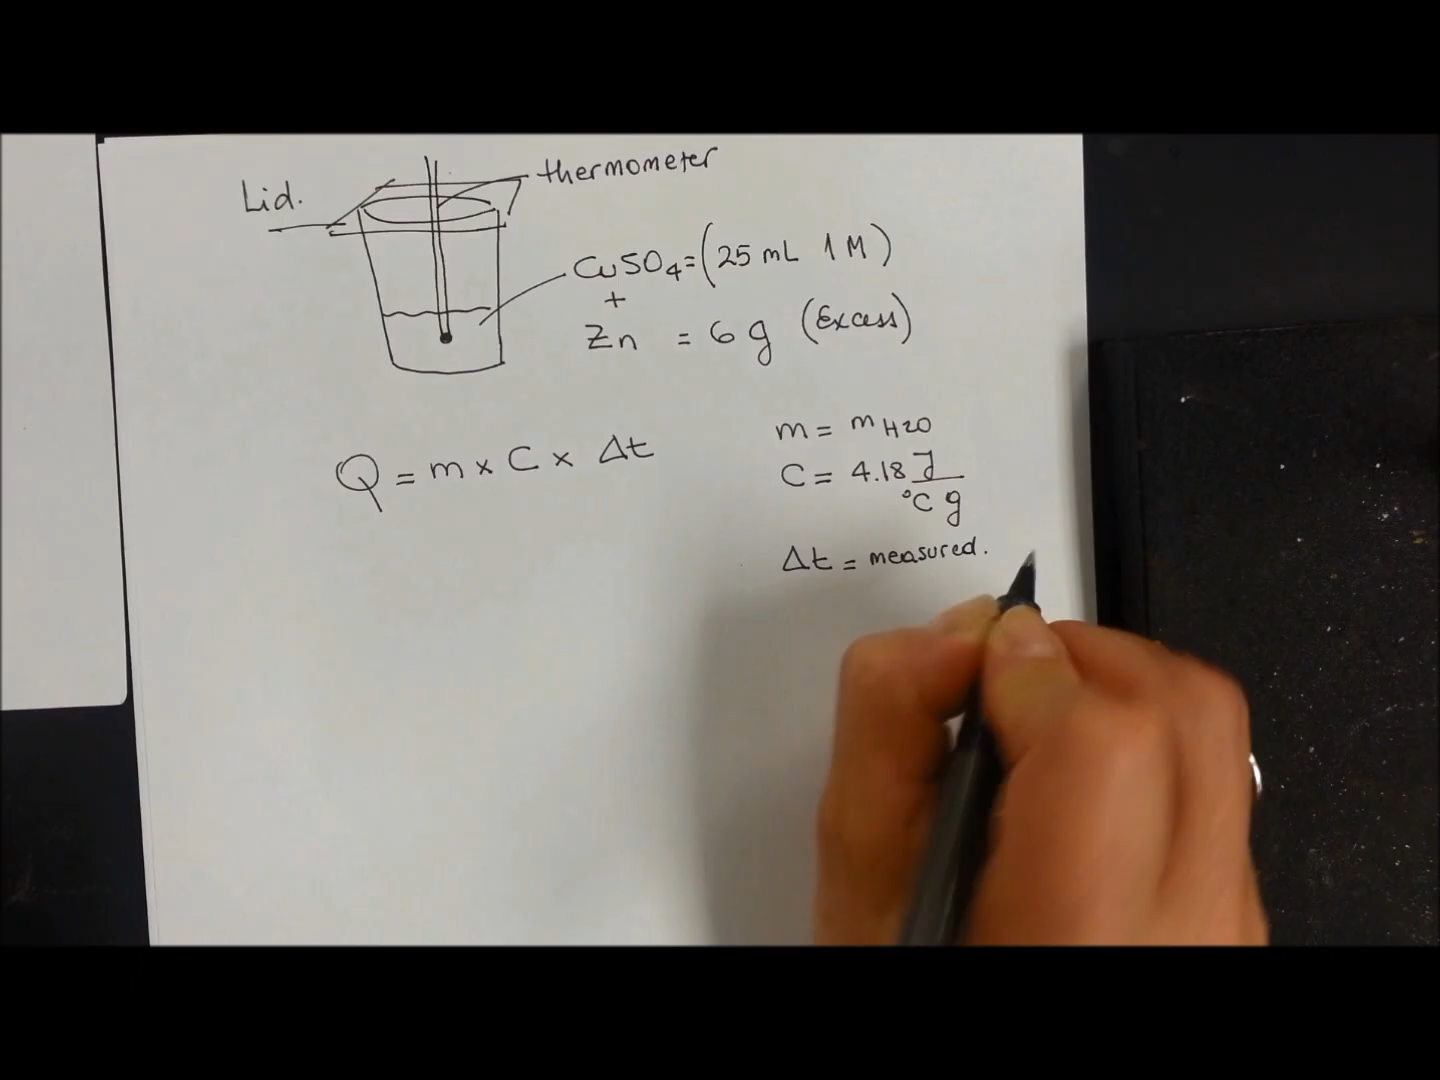 Lid.
thermometer
CuSO4=(25 mL 1 M)
+
Zn = 6 g (Excess)
Q = m x C x Δt
m = mH2O
C = 4.18 J
°C g
Δt = measured.